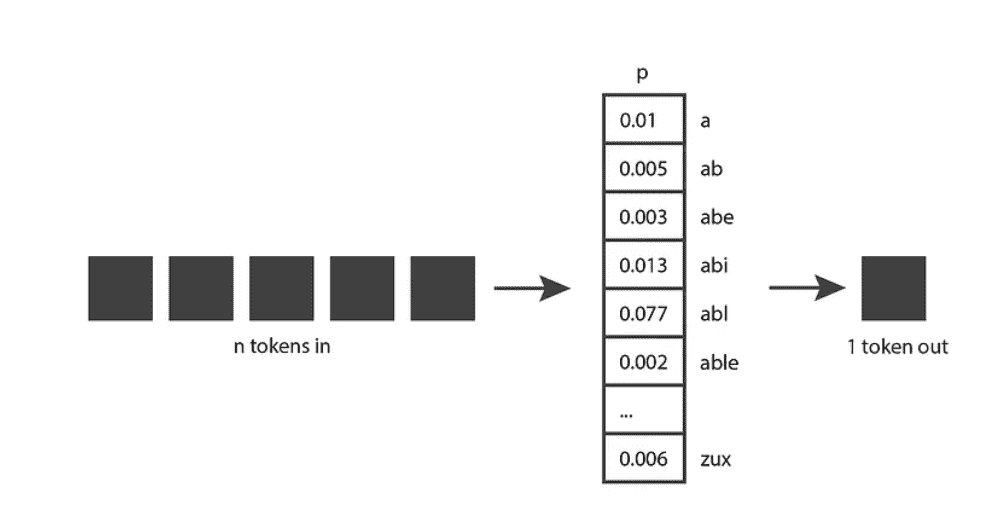 p
0.01 a
0.005 ab
0.003 abe
0.013 abi
0.077 abl
0.002 able
...
0.006 zux
n tokens in
1 token out